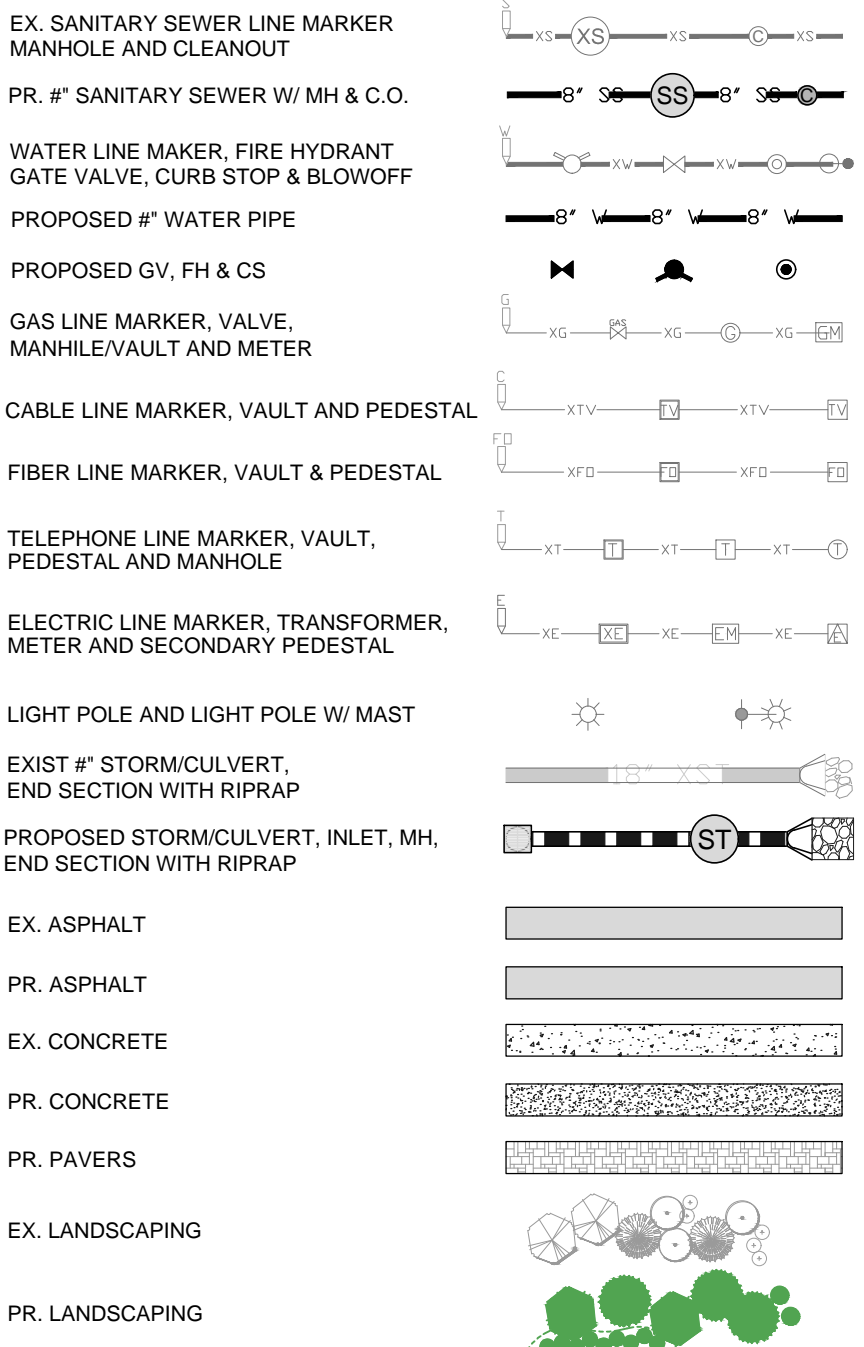 EX. SANITARY SEWER LINE MARKER
MANHOLE AND CLEANOUT
S
XS XS XS C XS
PR. #" SANITARY SEWER W/ MH & C.O.
8" SS SS 8" SS C
WATER LINE MAKER, FIRE HYDRANT
GATE VALVE, CURB STOP & BLOWOFF
W
XW XW
PROPOSED #" WATER PIPE
8" W 8" W 8" W
PROPOSED GV, FH & CS
GAS LINE MARKER, VALVE,
MANHILE/VAULT AND METER
G
XG GAS XG G XG GM
CABLE LINE MARKER, VAULT AND PEDESTAL
C
XTV TV XTV TV
FIBER LINE MARKER, VAULT & PEDESTAL
FO
XFO FO XFO FO
TELEPHONE LINE MARKER, VAULT,
PEDESTAL AND MANHOLE
T
XT T XT T XT T
ELECTRIC LINE MARKER, TRANSFORMER,
METER AND SECONDARY PEDESTAL
E
XE XE XE EM XE E
LIGHT POLE AND LIGHT POLE W/ MAST
EXIST #" STORM/CULVERT,
END SECTION WITH RIPRAP
18" XST
PROPOSED STORM/CULVERT, INLET, MH,
END SECTION WITH RIPRAP
ST
EX. ASPHALT
PR. ASPHALT
EX. CONCRETE
PR. CONCRETE
PR. PAVERS
EX. LANDSCAPING
PR. LANDSCAPING